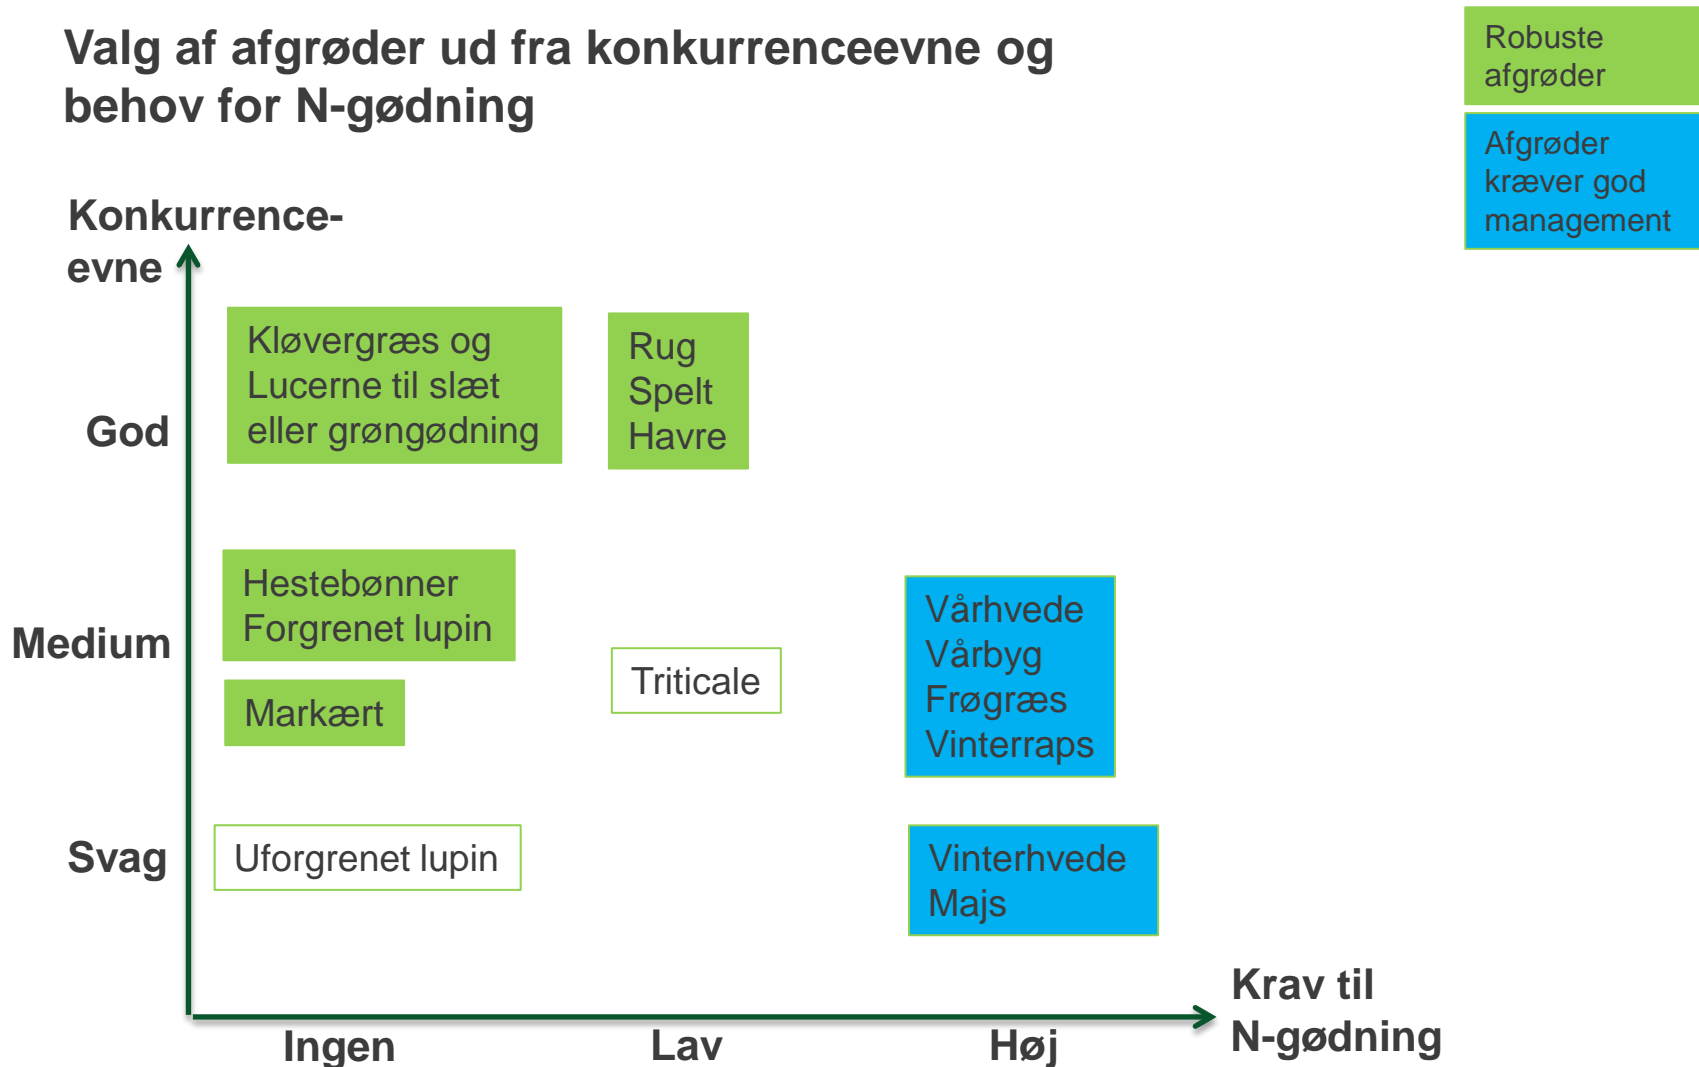 Valg af afgrøder ud fra konkurrenceevne og
behov for N-gødning
Robuste
afgrøder
Afgrøder
kræver god
management
Konkurrence-
evne
God
Kløvergræs og
Lucerne til slæt
eller grøngødning
Rug
Spelt
Havre
Medium
Hestebønner
Forgrenet lupin
Markært
Triticale
Vårhvede
Vårbyg
Frøgræs
Vinterraps
Svag
Uforgrenet lupin
Vinterhvede
Majs
Ingen
Lav
Høj
Krav til
N-gødning